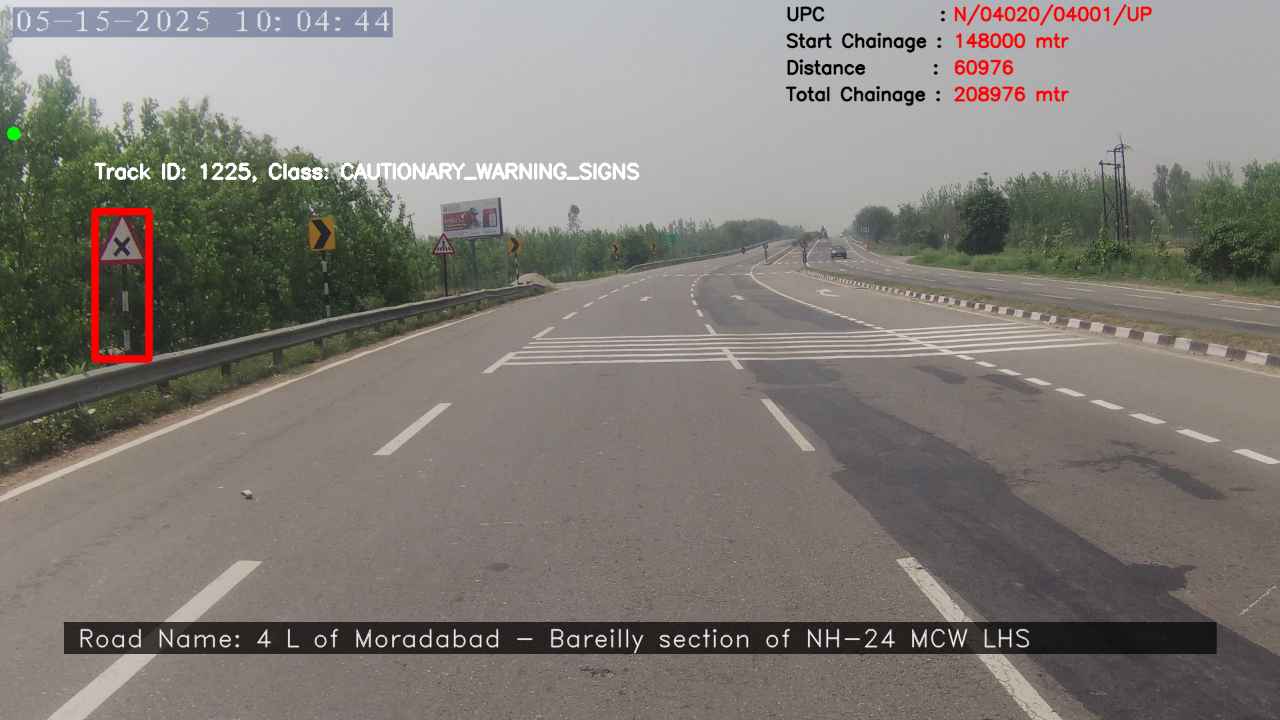 05-15-2025 10:04:44
UPC : N/04020/04001/UP
Start Chainage : 148000 mtr
Distance : 60976
Total Chainage : 208976 mtr
Track ID: 1225, Class: CAUTIONARY_WARNING_SIGNS
Road Name: 4 L of Moradabad - Bareilly section of NH-24 MCW LHS